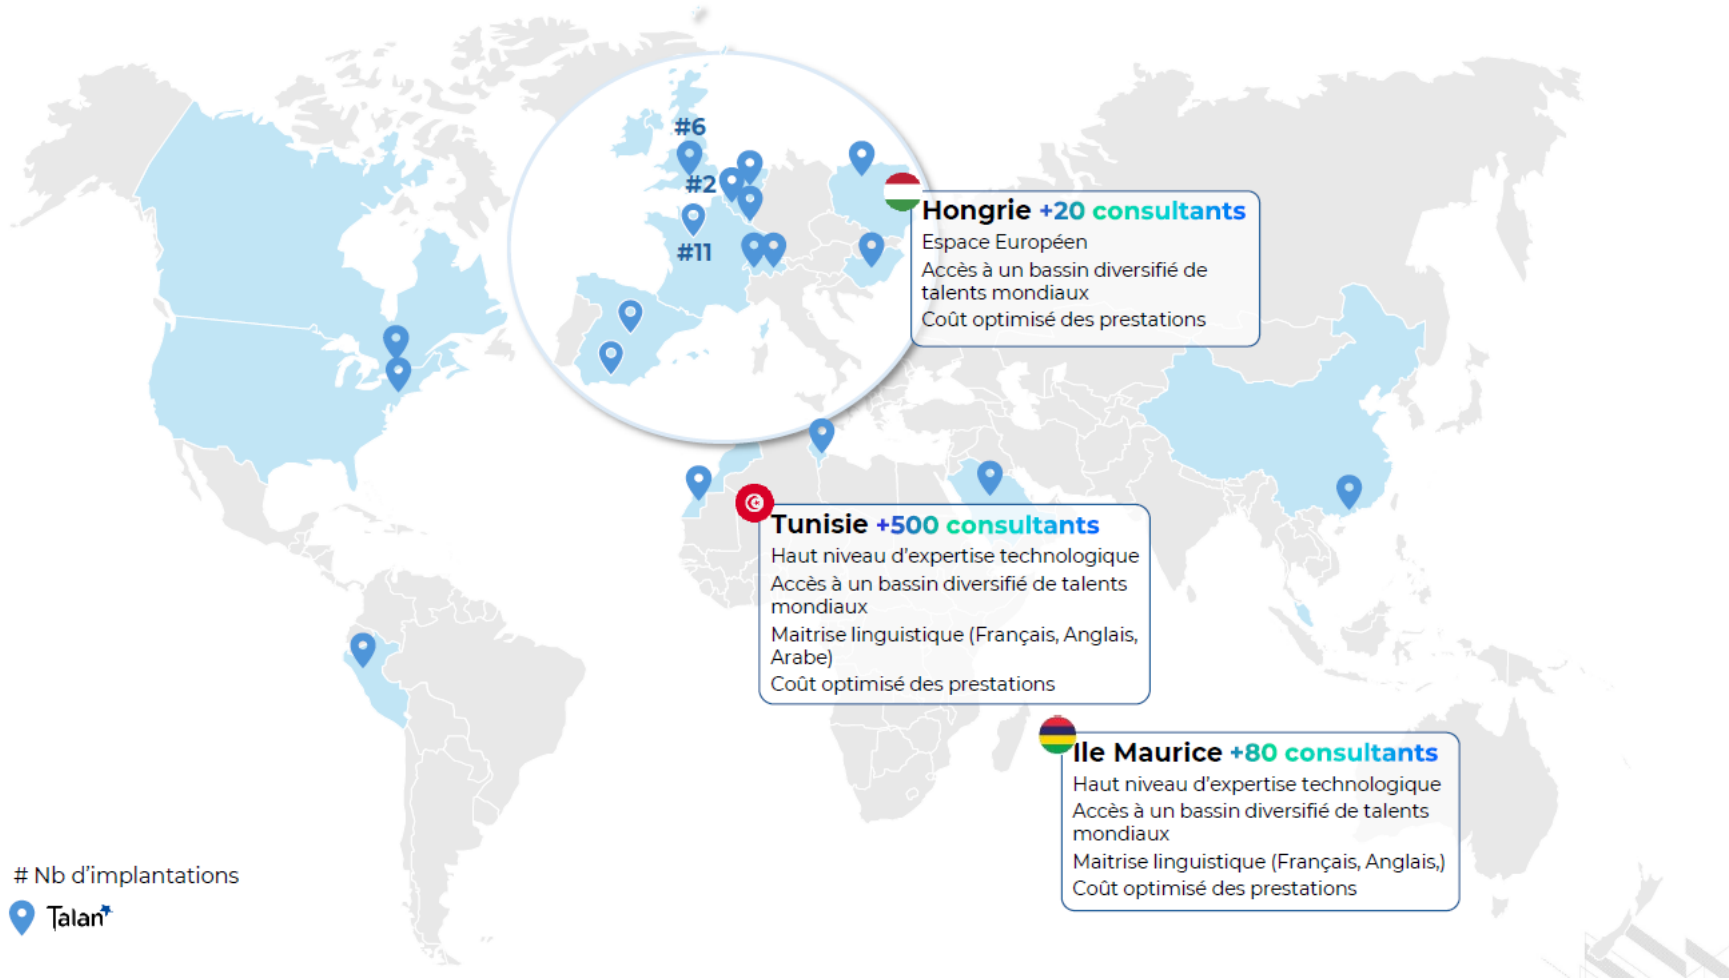 #6
#2
#11
Hongrie +20 consultants
Espace Européen
Accès à un bassin diversifié de
talents mondiaux
Coût optimisé des prestations
Tunisie +500 consultants
Haut niveau d'expertise technologique
Accès à un bassin diversifié de talents
mondiaux
Maitrise linguistique (Français, Anglais,
Arabe)
Coût optimisé des prestations
Ile Maurice +80 consultants
Haut niveau d'expertise technologique
Accès à un bassin diversifié de talents
mondiaux
Maitrise linguistique (Français, Anglais,)
Coût optimisé des prestations
# Nb d'implantations
Talan